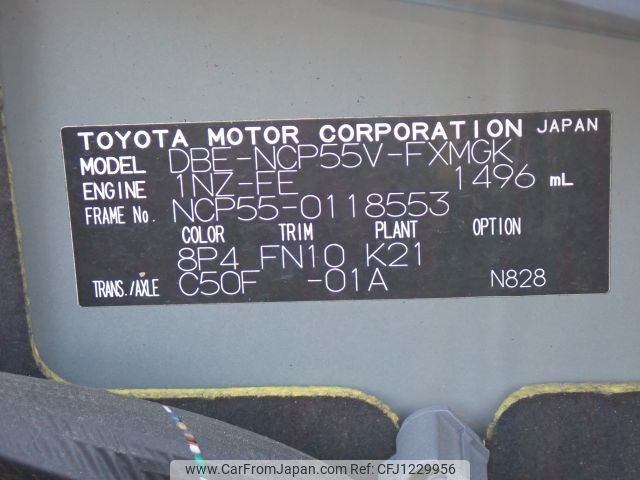 TOYOTA MOTOR CORPORATION JAPAN
MODEL DBE-NCP55V-FXMGK
ENGINE 1NZ-FE 1496 mL
FRAME No. NCP55-0118553
COLOR TRIM PLANT OPTION
8P4 FN10 K21
TRANS./AXLE C50F -01A N828
www.CarFromJapan.com CFJ1229956